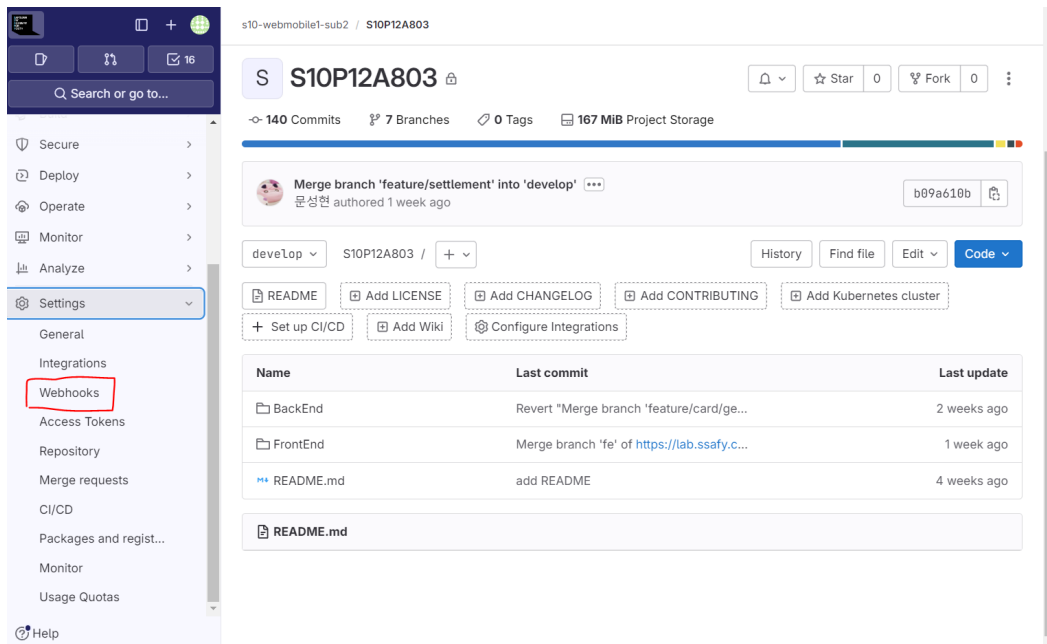 16
Search or go to...
Secure
Deploy
Operate
Monitor
Analyze
Settings
General
Integrations
Webhooks
Access Tokens
Repository
Merge requests
CI/CD
Packages and regist...
Monitor
Usage Quotas
Help
s10-webmobile1-sub2 / S10P12A803
S S10P12A803
Star 0 Fork 0
140 Commits 7 Branches 0 Tags 167 MiB Project Storage
Merge branch 'feature/settlement' into 'develop'
문성현 authored 1 week ago
b09a610b
develop S10P12A803 / + History Find file Edit Code
README Add LICENSE Add CHANGELOG Add CONTRIBUTING Add Kubernetes cluster
+ Set up CI/CD Add Wiki Configure Integrations
Name Last commit Last update
BackEnd Revert "Merge branch 'feature/card/ge... 2 weeks ago
FrontEnd Merge branch 'fe' of https://lab.ssafy.c... 1 week ago
README.md add README 4 weeks ago
README.md